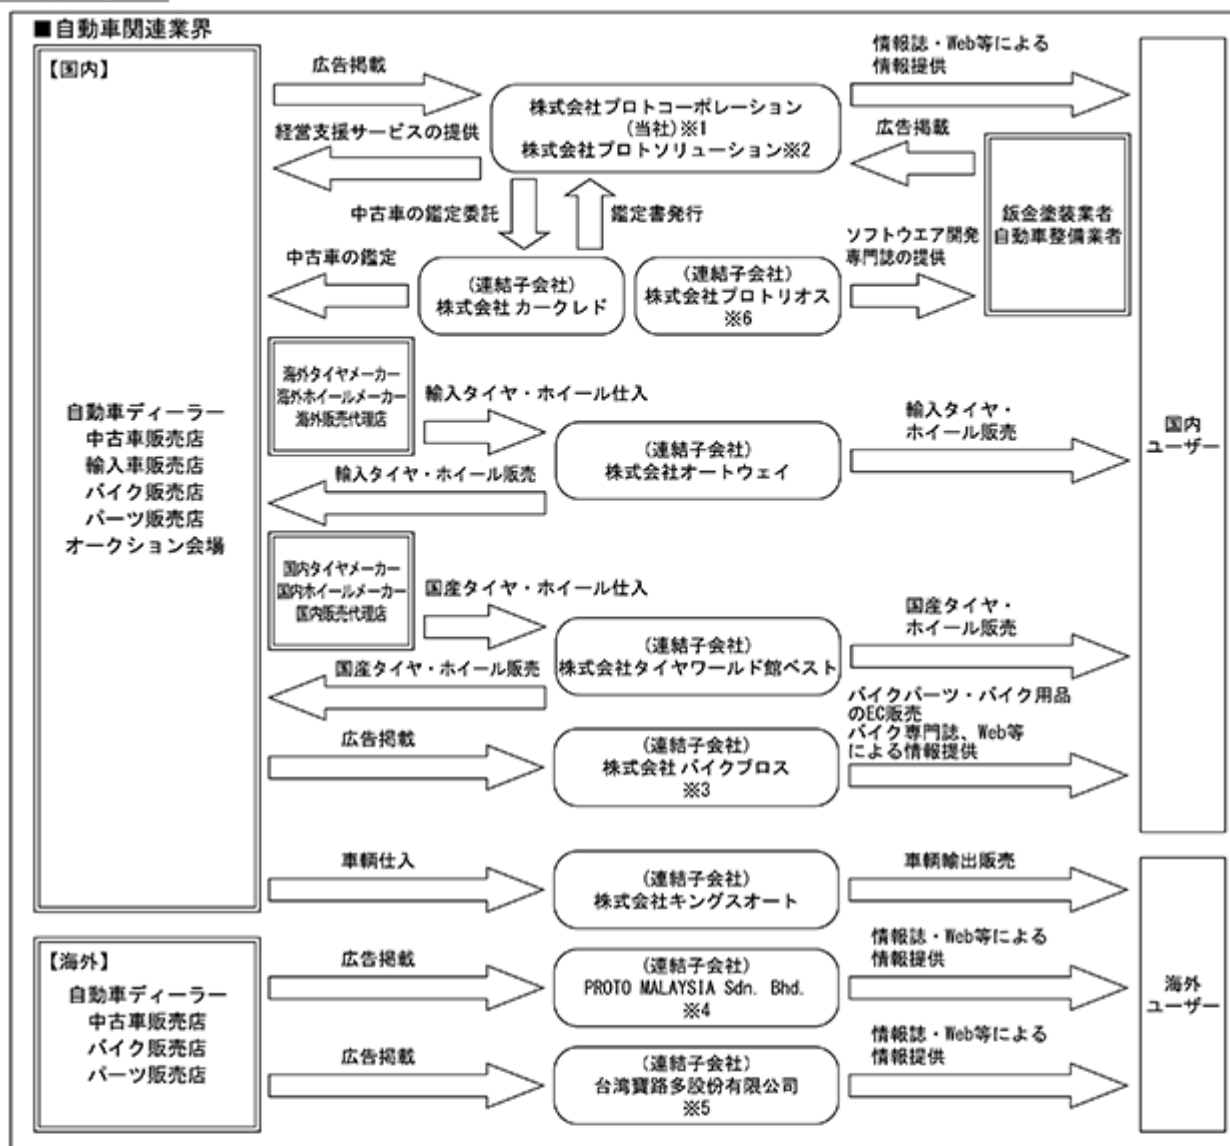 ■自動車関連業界
【国内】
自動車ディーラー
中古車販売店
輸入車販売店
バイク販売店
パーツ販売店
オークション会場
広告掲載
経営支援サービスの提供
株式会社プロトコーポレーション
(当社)※1
株式会社プロトソリューション※2
情報誌・Web等による
情報提供
広告掲載
鈑金塗装業者
自動車整備業者
中古車の鑑定委託
鑑定書発行
ソフトウエア開発
専門誌の提供
中古車の鑑定
(連結子会社)
株式会社 カークレド
(連結子会社)
株式会社プロトリオス
※6
海外タイヤメーカー
海外ホイールメーカー
海外販売代理店
輸入タイヤ・ホイール仕入
輸入タイヤ・ホイール販売
(連結子会社)
株式会社オートウェイ
輸入タイヤ・
ホイール販売
国内
ユーザー
国内タイヤメーカー
国内ホイールメーカー
国内販売代理店
国産タイヤ・ホイール仕入
国産タイヤ・ホイール販売
(連結子会社)
株式会社タイヤワールド館ベスト
国産タイヤ・
ホイール販売
広告掲載
(連結子会社)
株式会社 バイクブロス
※3
バイクパーツ・バイク用品
のEC販売
バイク専門誌、Web等
による情報提供
車輌仕入
(連結子会社)
株式会社キングスオート
車輌輸出販売
【海外】
自動車ディーラー
中古車販売店
バイク販売店
パーツ販売店
広告掲載
(連結子会社)
PROTO MALAYSIA Sdn. Bhd.
※4
情報誌・Web等による
情報提供
海外
ユーザー
広告掲載
(連結子会社)
台湾寶路多股份有限公司
※5
情報誌・Web等による
情報提供